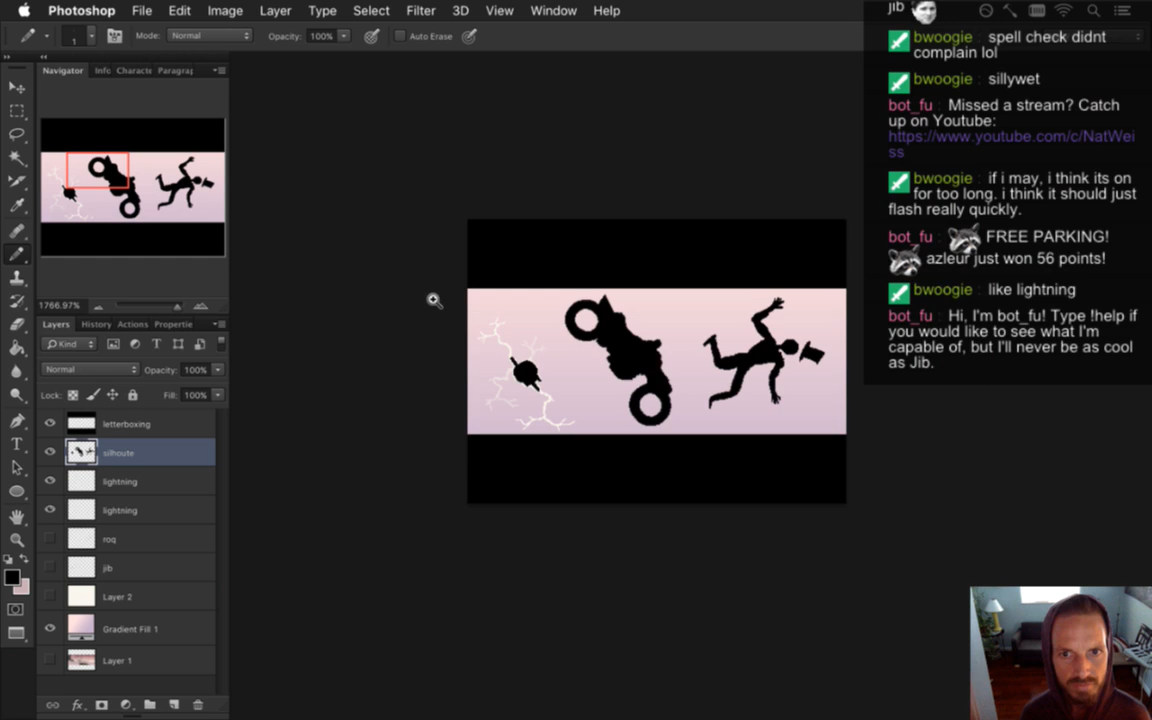 Photoshop File Edit Image Layer Type Select Filter 3D View Window Help
1 Mode: Normal Opacity: 100% Auto Erase
Navigator Info Characte Paragrap
1766.97%
Layers History Actions Propertie
Kind
Normal Opacity: 100%
Lock: Fill: 100%
letterboxing
silhoute
lightning
lightning
roq
jib
Layer 2
Gradient Fill 1
Layer 1
jib
bwoogie : spell check didnt
complain lol
bwoogie : sillywet
bot_fu : Missed a stream? Catch
up on Youtube:
https://www.youtube.com/c/NatWei
ss
bwoogie : if i may, i think its on
for too long. i think it should just
flash really quickly.
bot_fu : FREE PARKING!
azleur just won 56 points!
bwoogie : like lightning
bot_fu : Hi, I'm bot_fu! Type !help if
you would like to see what I'm
capable of, but I'll never be as cool
as Jib.